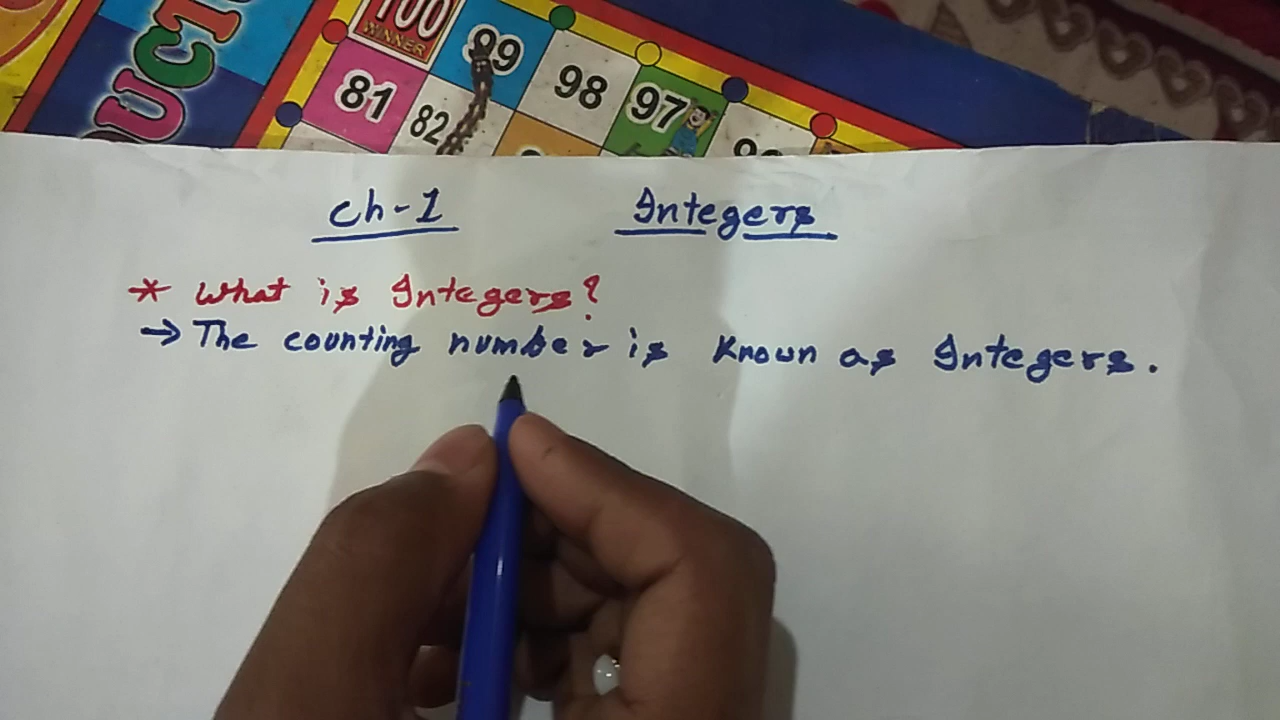 UCT
100
WINNER
99
98
97
81
82
Ch-1 Integers
* What is Integers?
→ The counting number is known as Integers.